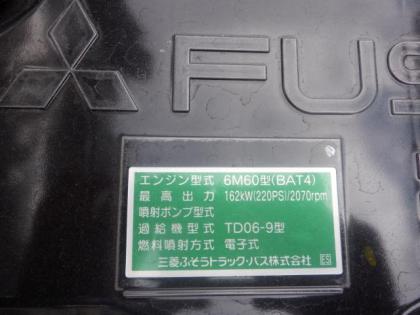 FUS
エンジン型式 6M60型(BAT4)
最高出力 162kW(220PS)/2070rpm
噴射ポンプ型式
過給機型式 TD06-9型
燃料噴射方式 電子式
三菱ふそうトラック・バス株式会社 ES